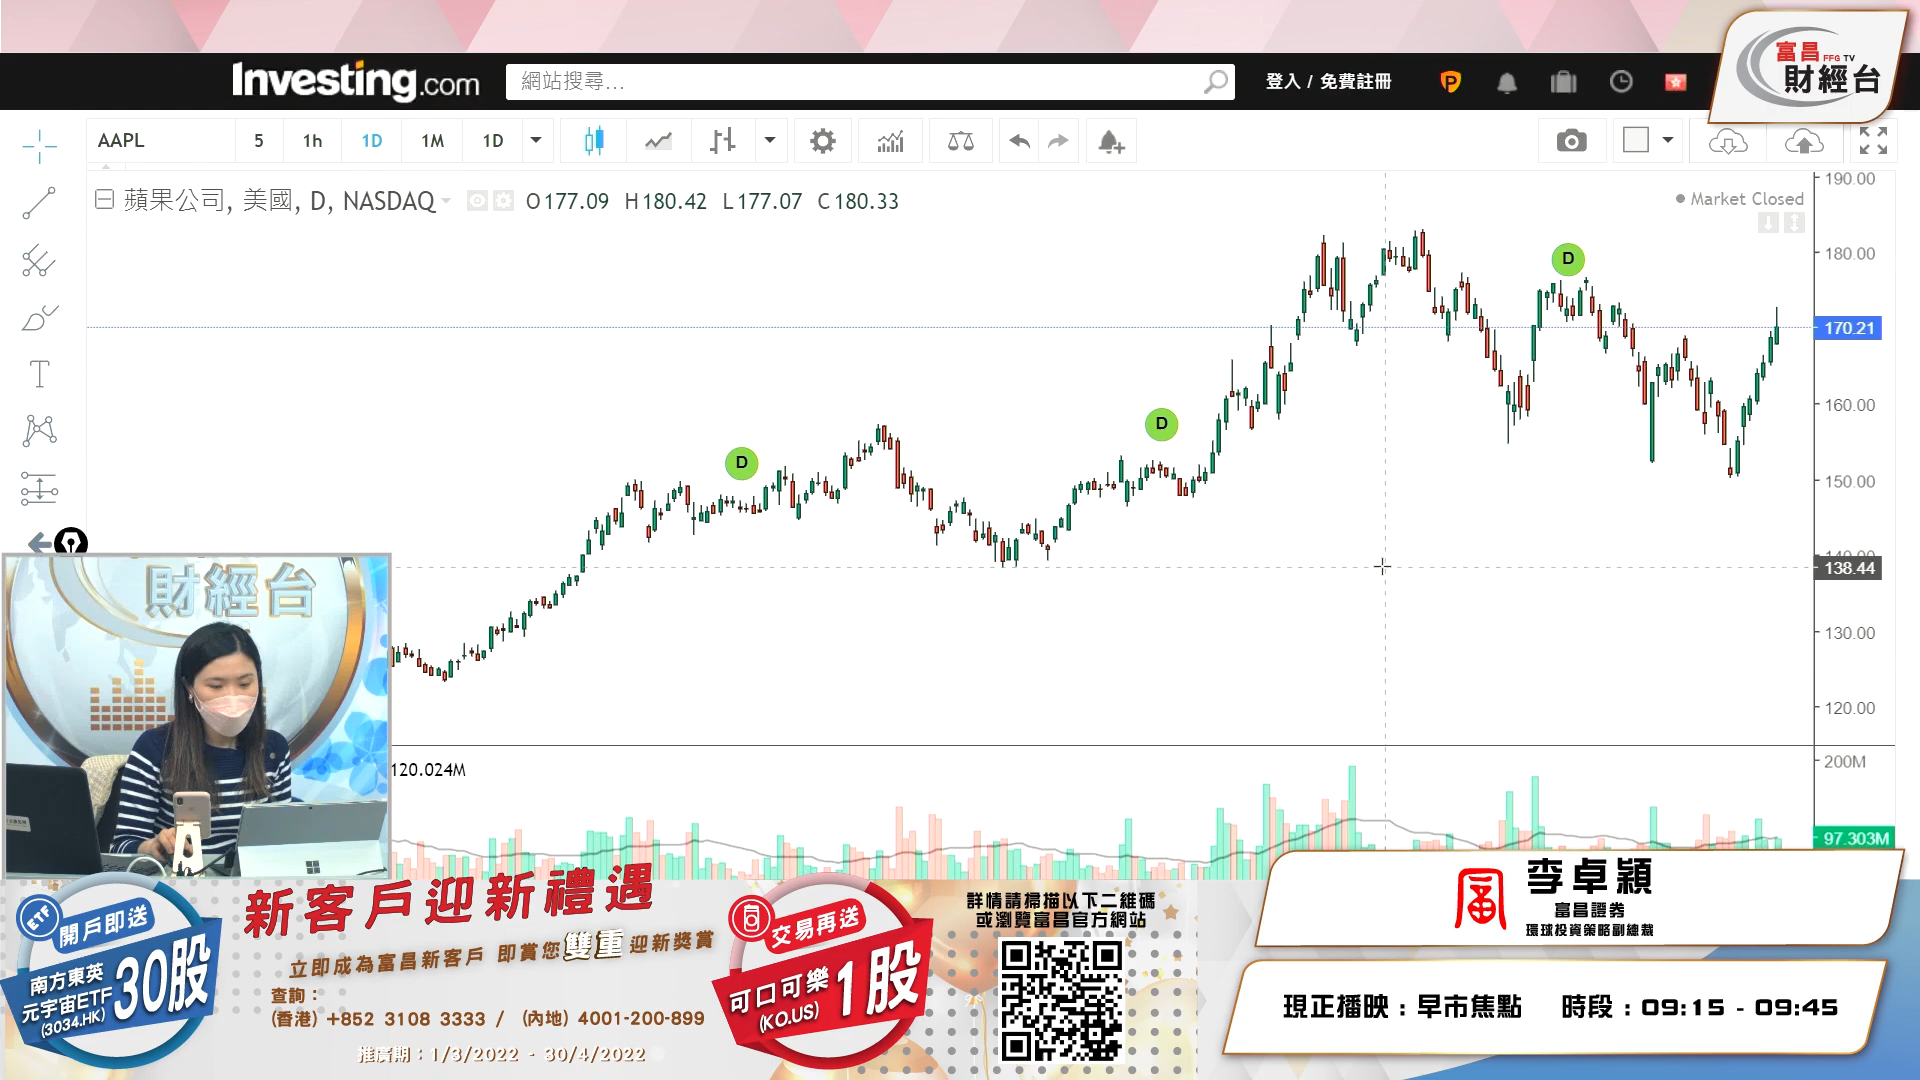 Investing.com
網站搜尋...
登入 / 免費註冊
富昌 FFG TV
財經台
AAPL
5
1h
1D
1M
1D
蘋果公司, 美國, D, NASDAQ
O 177.09 H 180.42 L 177.07 C 180.33
Market Closed
190.00
180.00
170.21
160.00
150.00
140.00
138.44
130.00
120.00
200M
97.303M
D
D
D
T
120.024M
財經台
ETF
開戶即送
南方東英
元宇宙ETF
(3034.HK)
30股
新客戶迎新禮遇
立即成為富昌新客戶 即賞您雙重迎新獎賞
查詢：
(香港) +852 3108 3333 / (內地) 4001-200-899
推廣期：1/3/2022 - 30/4/2022
交易再送
可口可樂
(KO.US)
1股
詳情請掃描以下二維碼
或瀏覽富昌官方網站
李卓穎
富昌證券
環球投資策略副總裁
現正播映：早市焦點 時段：09:15 - 09:45